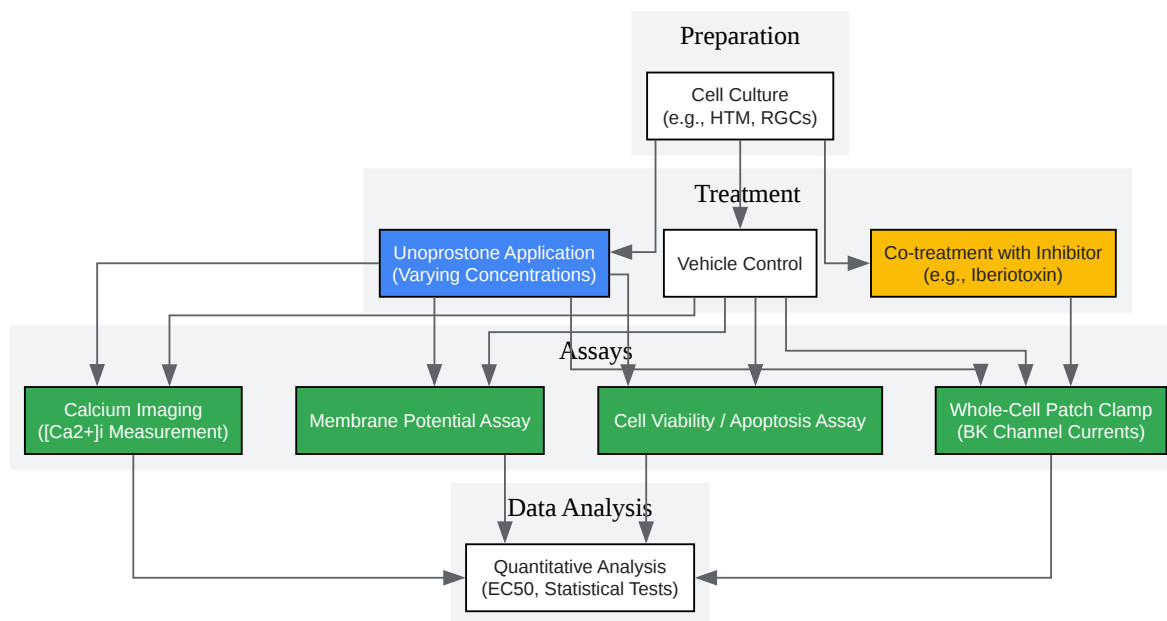 Preparation
Cell Culture
(e.g., HTM, RGCs)
Treatment
Unoprostone Application
(Varying Concentrations)
Vehicle Control
Co-treatment with Inhibitor
(e.g., Iberiotoxin)
Assays
Calcium Imaging
([Ca2+]i Measurement)
Membrane Potential Assay
Cell Viability / Apoptosis Assay
Whole-Cell Patch Clamp
(BK Channel Currents)
Data Analysis
Quantitative Analysis
(EC50, Statistical Tests)